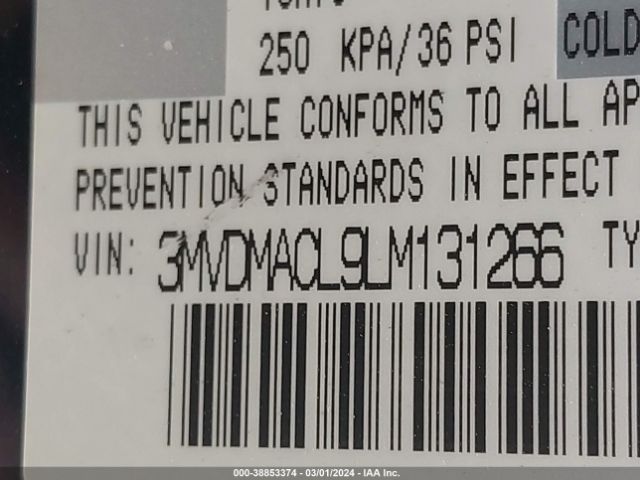 250 KPA/36 PSI COLD
THIS VEHICLE CONFORMS TO ALL AP
PREVENTION STANDARDS IN EFFECT
VIN: 3MVDMACL9LM131266 TY
000-38853374 - 03/01/2024 - IAA Inc.